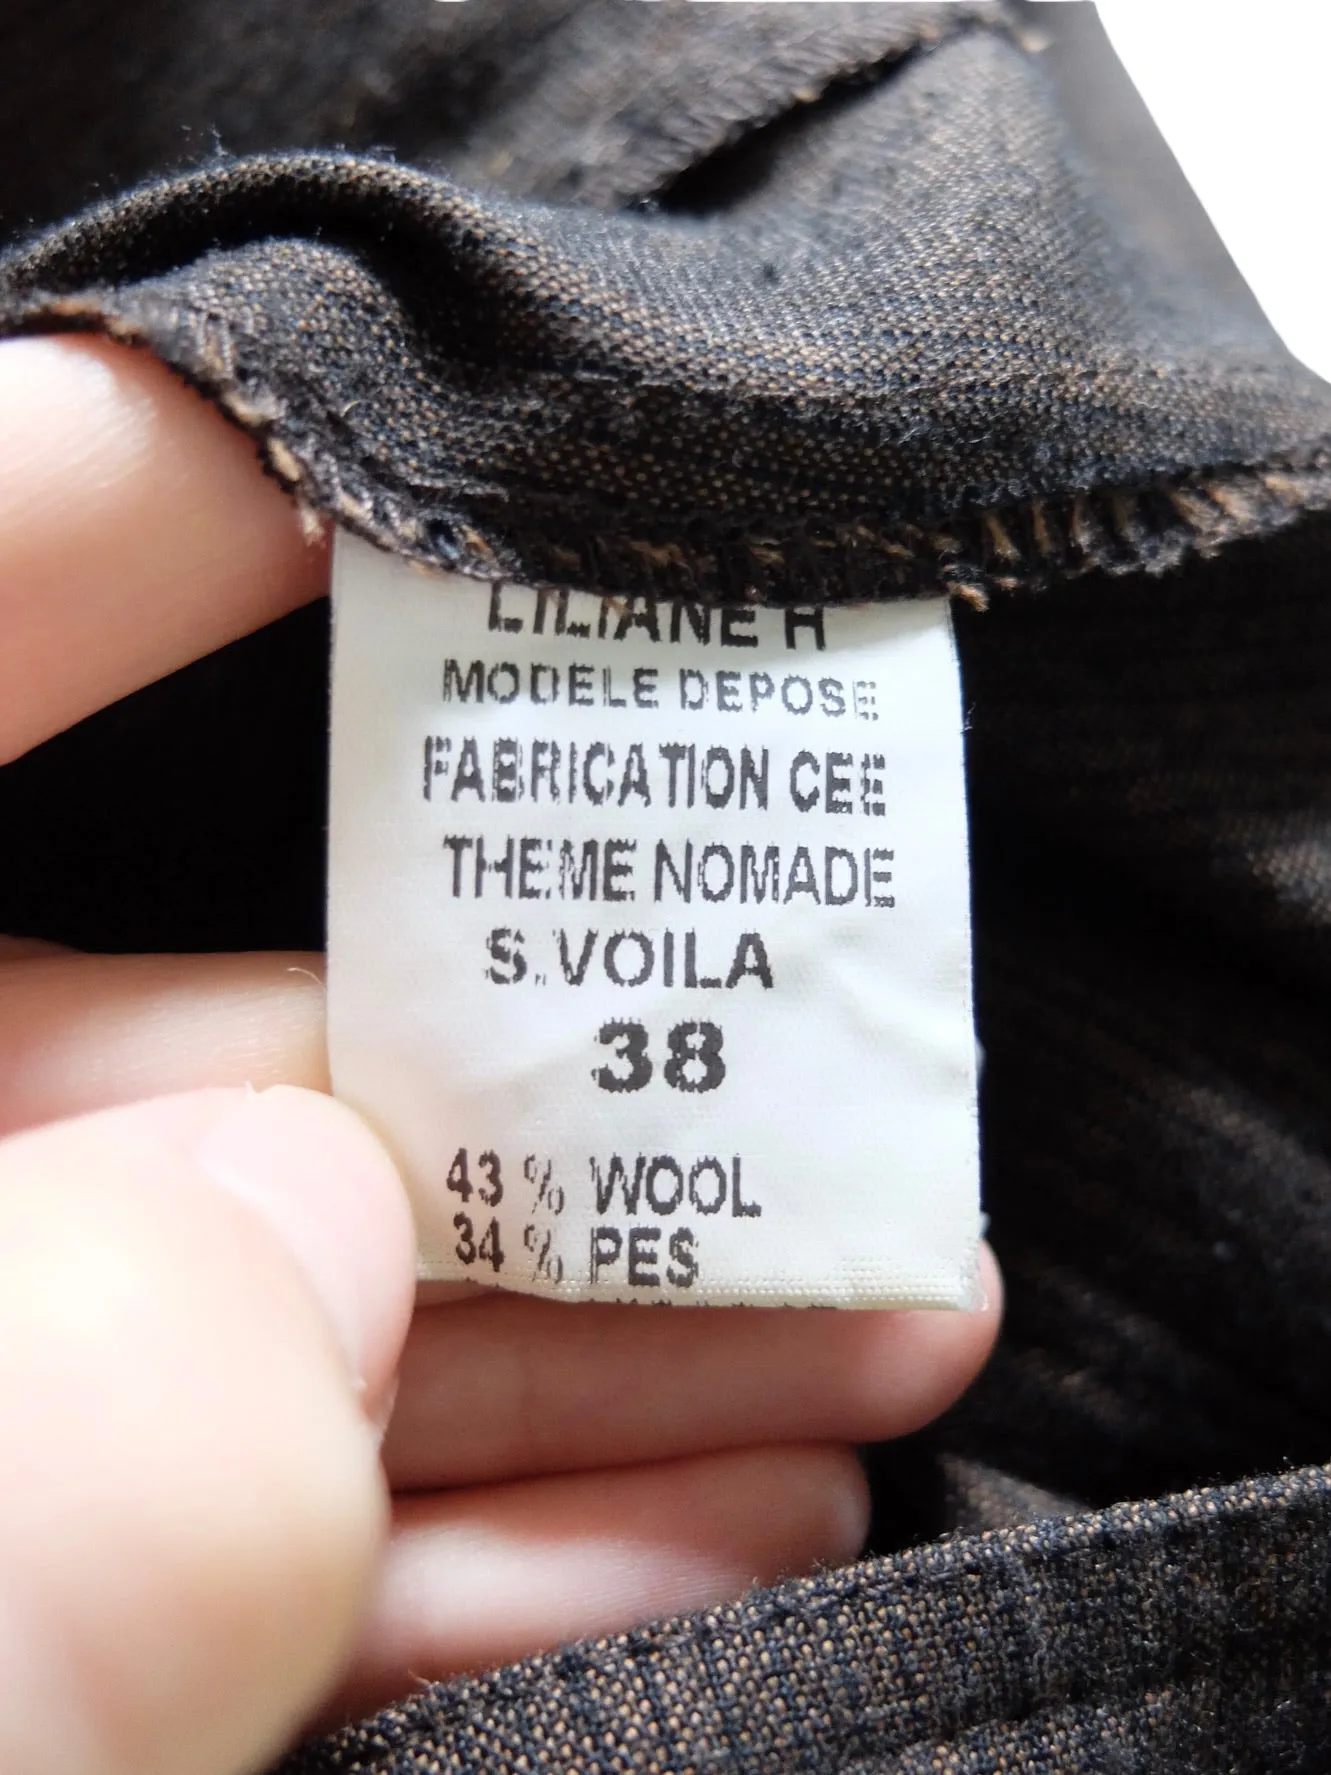 LILIANE H
MODELE DEPOSE
FABRICATION CEE
THEME NOMADE
S.VOILA
38
43 % WOOL
34 % PES